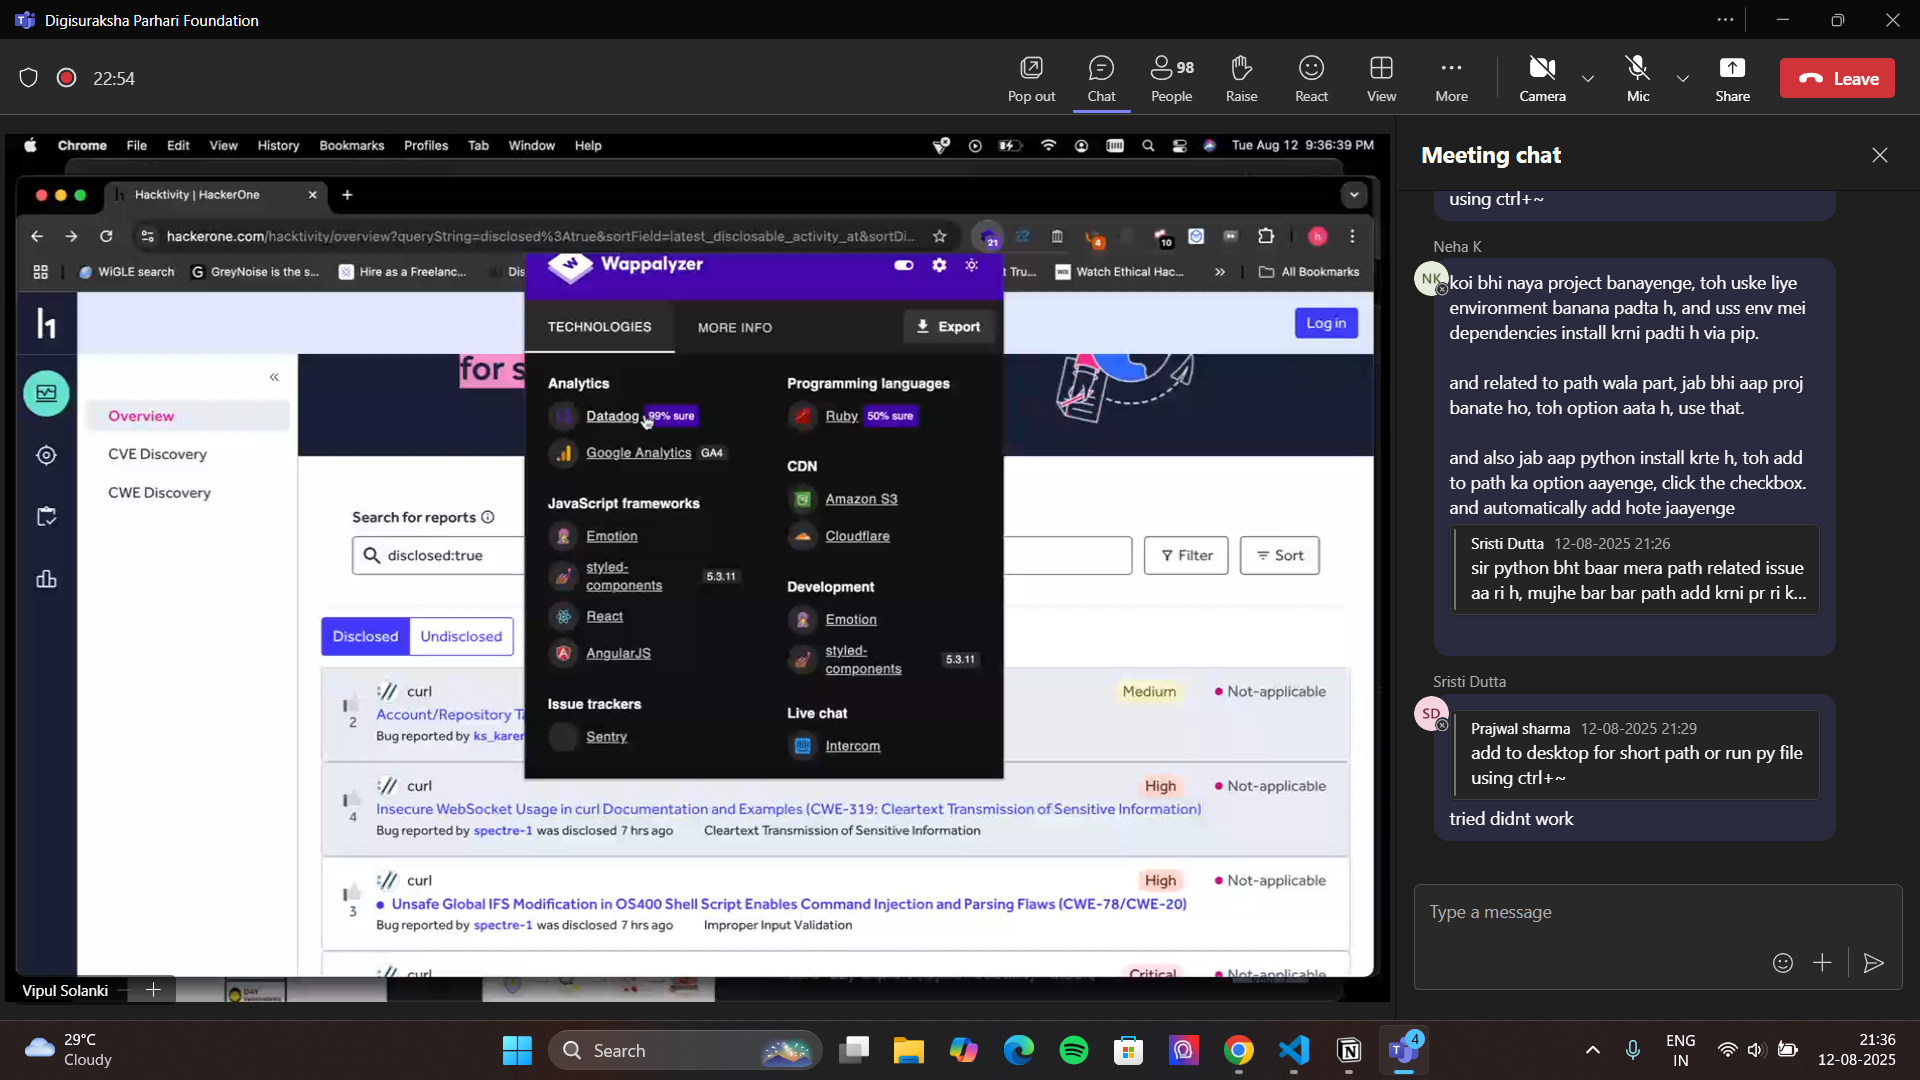 Digisuraksha Parhari Foundation
22:54
Pop out
Chat
People
98
Raise
React
View
More
Camera
Mic
Share
Leave
Chrome File Edit View History Bookmarks Profiles Tab Window Help
Tue Aug 12 9:36:39 PM
Hacktivity | HackerOne
hackerone.com/hacktivity/overview?queryString=disclosed%3Atrue&sortField=latest_disclosable_activity_at&sortDi...
21
4
10
WiGLE search
GreyNoise is the s...
Hire as a Freelanc...
Dis
t Tru...
Watch Ethical Hac...
»
All Bookmarks
Wappalyzer
TECHNOLOGIES
MORE INFO
Export
Analytics
Datadog 99% sure
Google Analytics GA4
JavaScript frameworks
Emotion
styled-
components
5.3.11
React
AngularJS
Issue trackers
Sentry
Programming languages
Ruby 50% sure
CDN
Amazon S3
Cloudflare
Development
Emotion
styled-
components
5.3.11
Live chat
Intercom
h1
Log in
for s
Overview
CVE Discovery
CWE Discovery
Search for reports
disclosed:true
Filter
Sort
Disclosed
Undisclosed
2
curl
Medium
Not-applicable
Account/Repository T
Bug reported by ks_karen
4
curl
High
Not-applicable
Insecure WebSocket Usage in curl Documentation and Examples (CWE-319: Cleartext Transmission of Sensitive Information)
Bug reported by spectre-1 was disclosed 7 hrs ago
Cleartext Transmission of Sensitive Information
3
curl
High
Not-applicable
Unsafe Global IFS Modification in OS400 Shell Script Enables Command Injection and Parsing Flaws (CWE-78/CWE-20)
Bug reported by spectre-1 was disclosed 7 hrs ago
Improper Input Validation
curl
Critical
Not-applicable
Vipul Solanki
DAY
Meeting chat
using ctrl+~
Neha K
NK
koi bhi naya project banayenge, toh uske liye
environment banana padta h, and uss env mei
dependencies install krni padti h via pip.
and related to path wala part, jab bhi aap proj
banate ho, toh option aata h, use that.
and also jab aap python install krte h, toh add
to path ka option aayenge, click the checkbox.
and automatically add hote jaayenge
Sristi Dutta 12-08-2025 21:26
sir python bht baar mera path related issue
aa ri h, mujhe bar bar path add krni pr ri k...
Sristi Dutta
SD
Prajwal sharma 12-08-2025 21:29
add to desktop for short path or run py file
using ctrl+~
tried didnt work
Type a message
29°C
Cloudy
Search
4
ENG
IN
21:36
12-08-2025